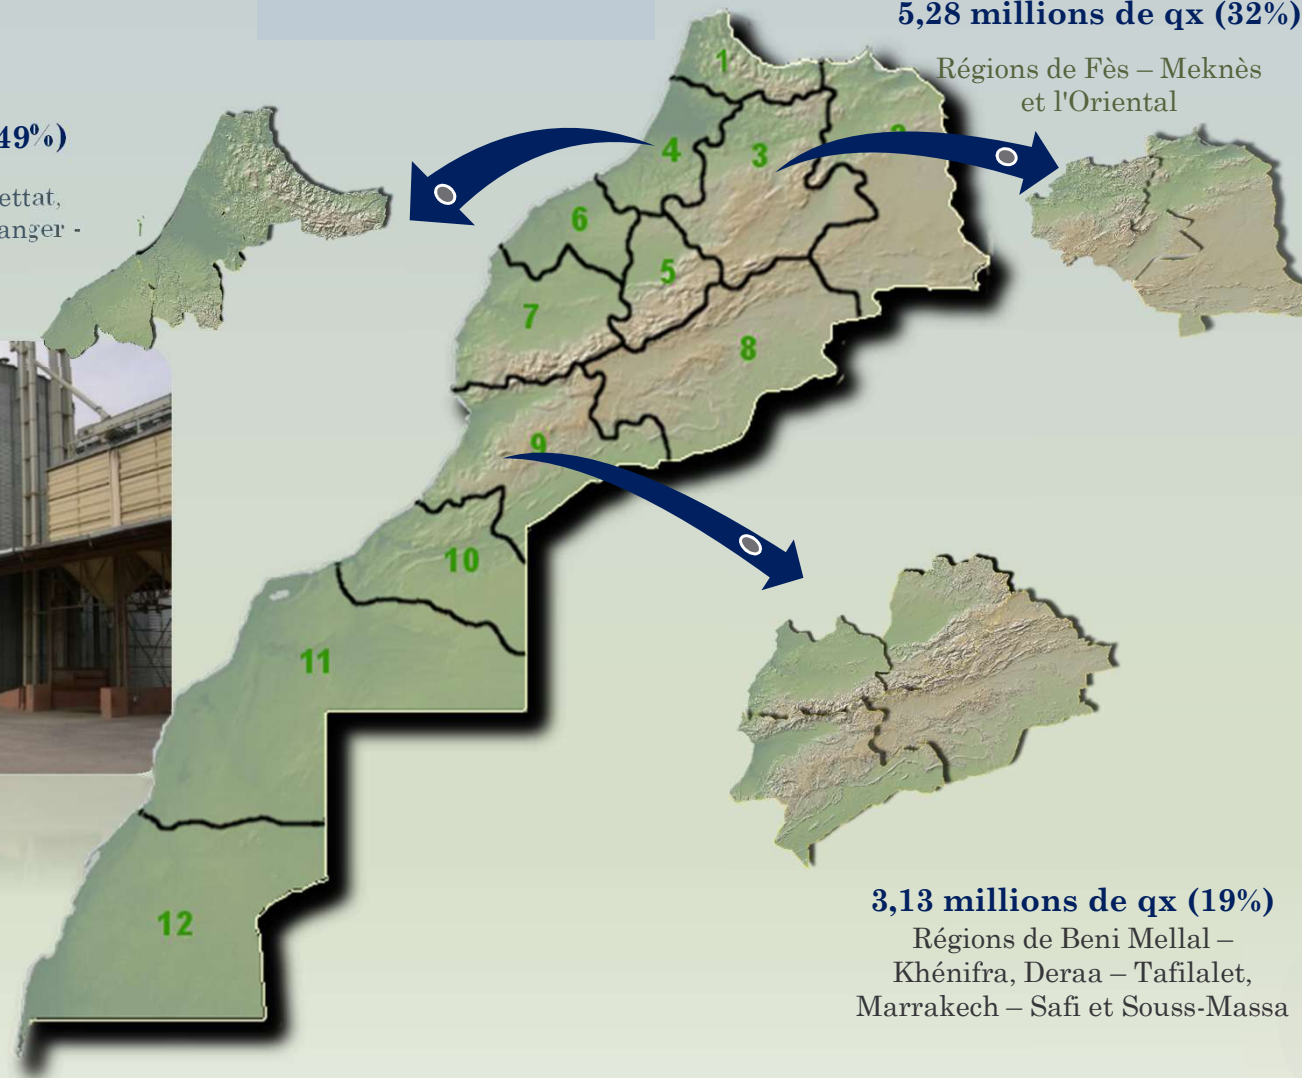 5,28 millions de qx (32%)
Régions de Fès – Meknès
et l'Oriental
49%)
ettat,
anger -
1
4
3
6
5
7
8
9
10
11
12
3,13 millions de qx (19%)
Régions de Beni Mellal –
Khénifra, Deraa – Tafilalet,
Marrakech – Safi et Souss-Massa